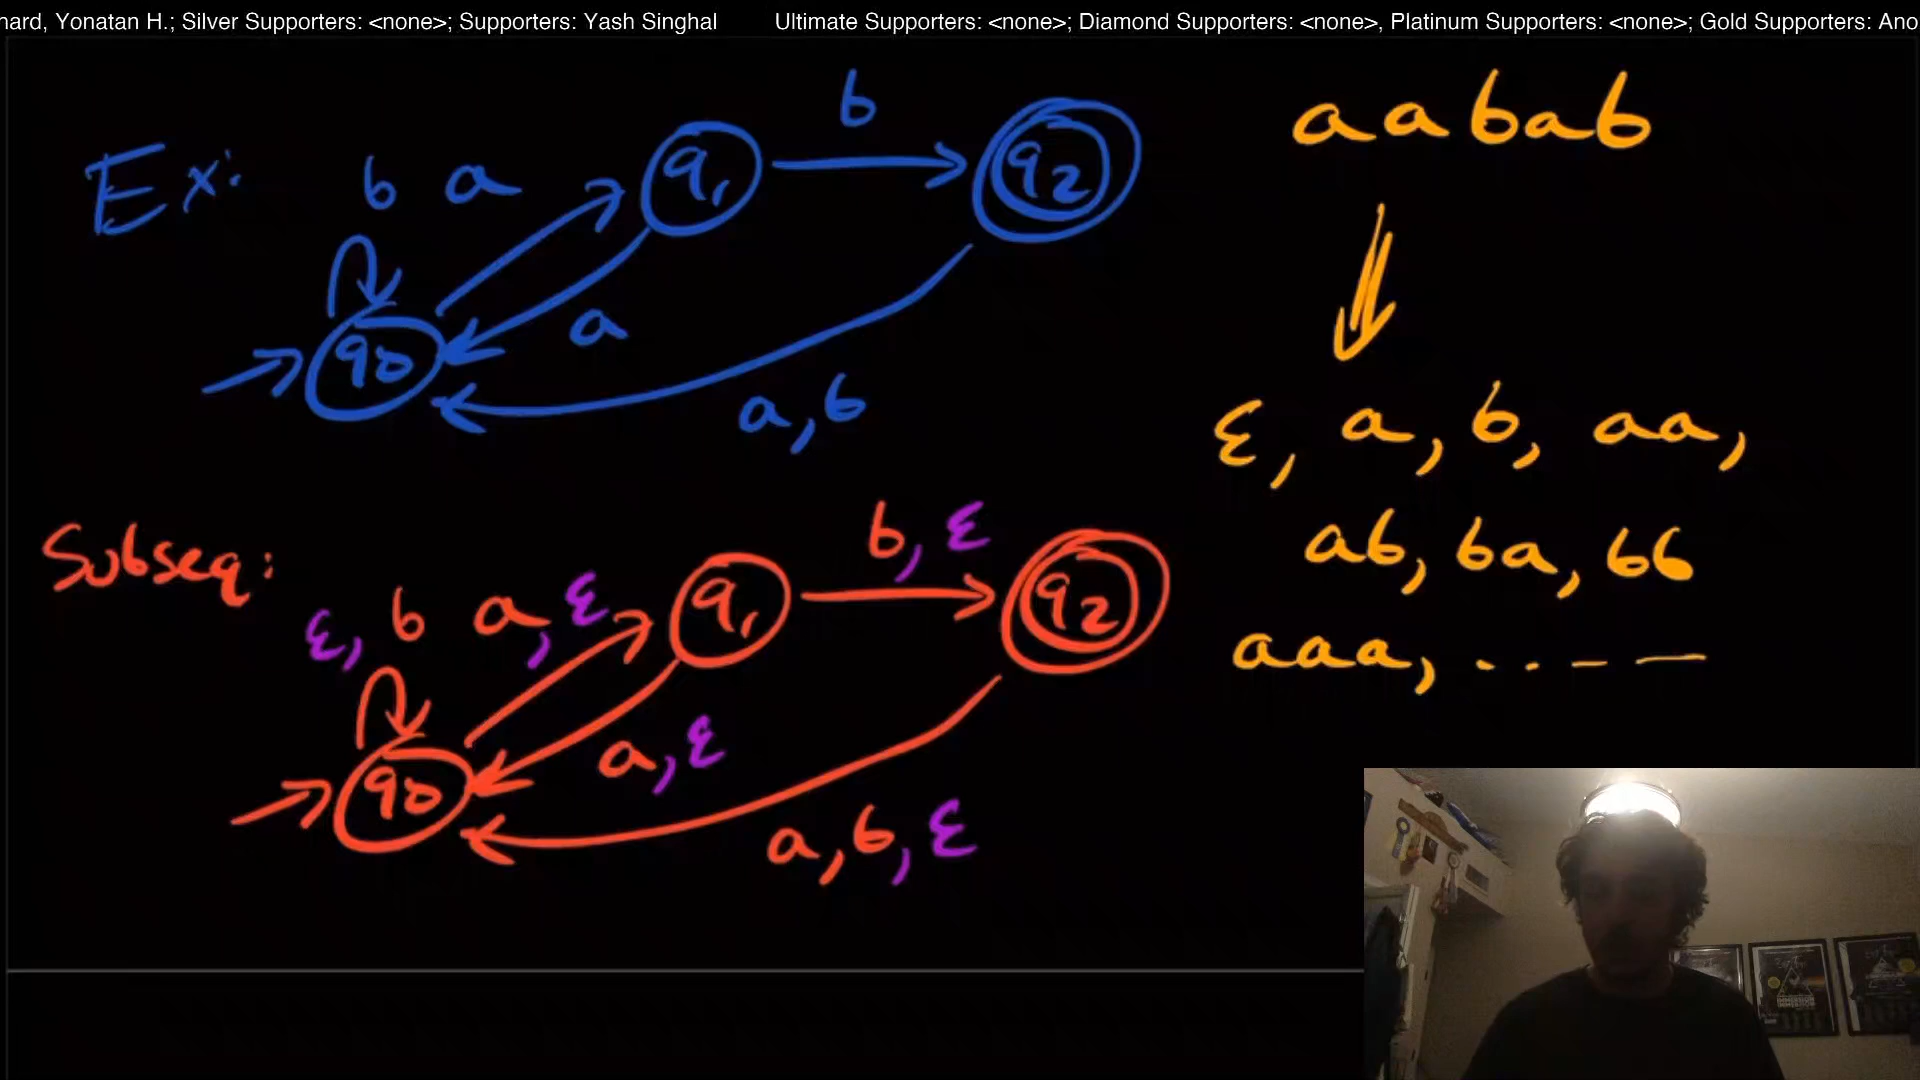 hard, Yonatan H.; Silver Supporters: <none>; Supporters: Yash Singhal Ultimate Supporters: <none>; Diamond Supporters: <none>, Platinum Supporters: <none>; Gold Supporters: Ano
Ex:
b a
b
q0
q1
q2
a
a,b
Subseq:
ε, b a, ε
b, ε
q0
q1
q2
a, ε
a, b, ε
aabab
ε, a, b, aa,
ab, ba, bb
aaa, ..--